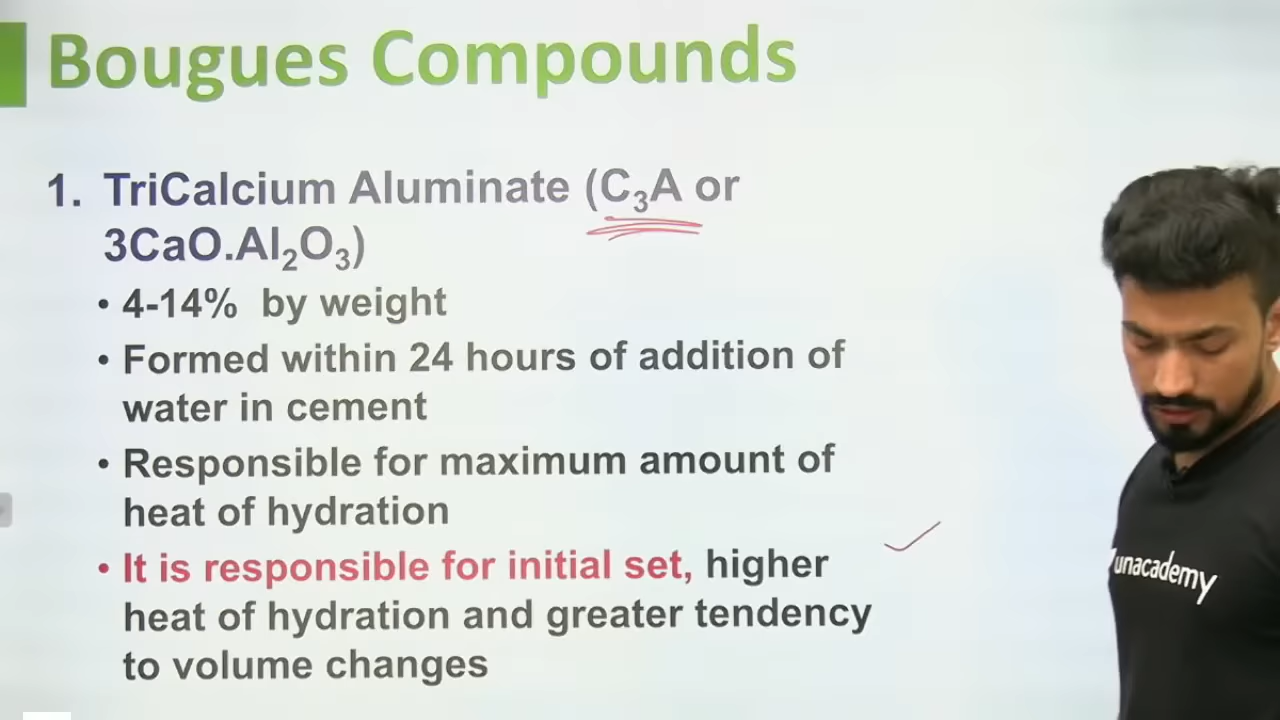 Bougues Compounds
1. TriCalcium Aluminate (C₃A or
3CaO.Al₂O₃)
• 4-14% by weight
• Formed within 24 hours of addition of
water in cement
• Responsible for maximum amount of
heat of hydration
• It is responsible for initial set, higher
heat of hydration and greater tendency
to volume changes
unacademy